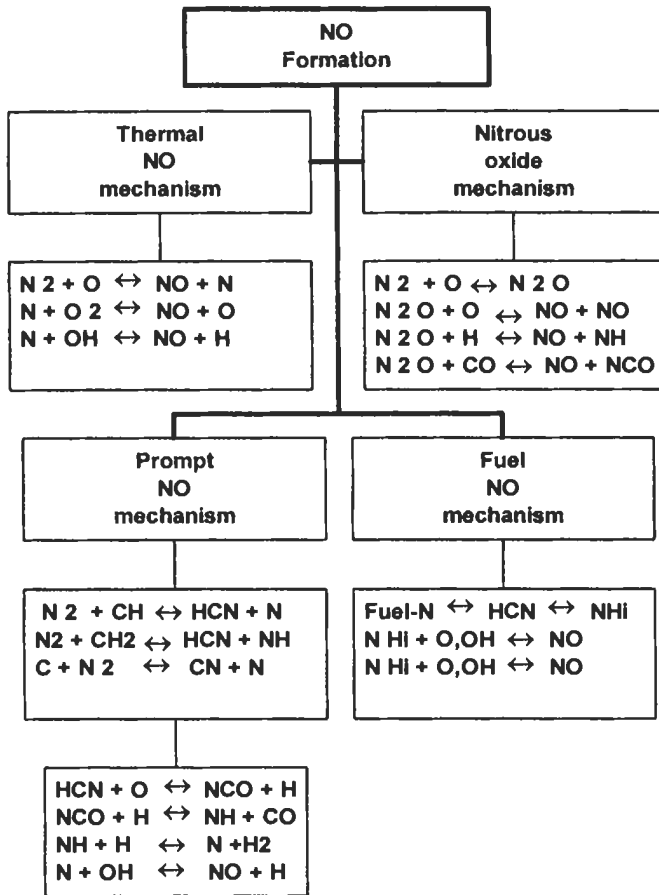 NO
Formation
Thermal
NO
mechanism
Nitrous
oxide
mechanism
N 2 + O ↔ NO + N
N + O 2 ↔ NO + O
N + OH ↔ NO + H
N 2 + O ↔ N 2 O
N 2 O + O ↔ NO + NO
N 2 O + H ↔ NO + NH
N 2 O + CO ↔ NO + NCO
Prompt
NO
mechanism
Fuel
NO
mechanism
N 2 + CH ↔ HCN + N
N2 + CH2 ↔ HCN + NH
C + N 2 ↔ CN + N
Fuel-N ↔ HCN ↔ NHi
N Hi + O,OH ↔ NO
N Hi + O,OH ↔ NO
HCN + O ↔ NCO + H
NCO + H ↔ NH + CO
NH + H ↔ N +H2
N + OH ↔ NO + H